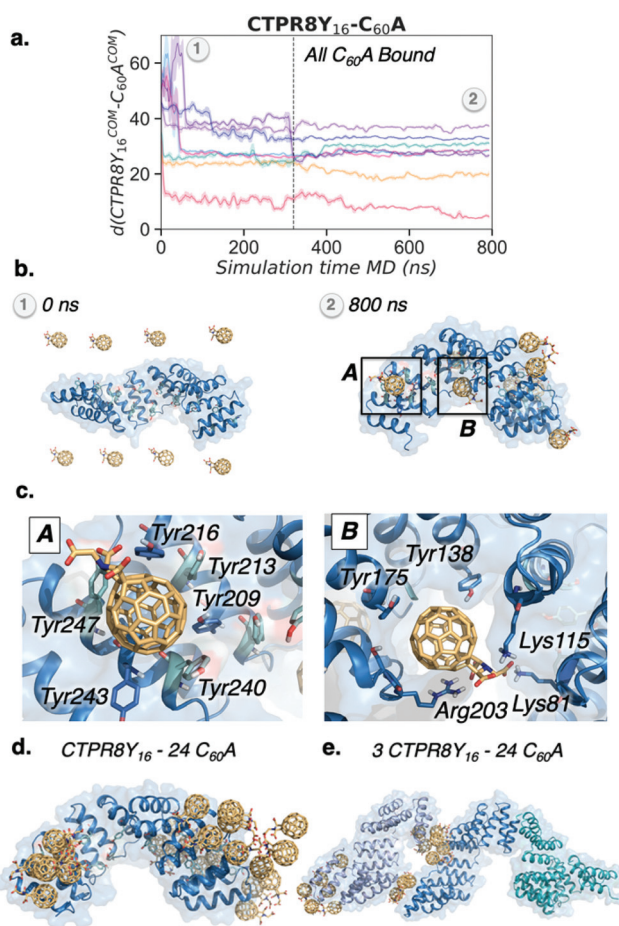 a.
CTPR8Y₁₆-C₆₀A
1
All C₆₀A Bound
2
d(CTPR8Y₁₆ᶜᴼᴹ-C₆₀Aᶜᴼᴹ)
60
40
20
0
0 200 400 600 800
Simulation time MD (ns)
b.
1 0 ns
2 800 ns
A
B
c.
A
Tyr216
Tyr213
Tyr209
Tyr247
Tyr240
Tyr243
B
Tyr138
Tyr175
Lys115
Lys81
Arg203
d. CTPR8Y₁₆ - 24 C₆₀A
e. 3 CTPR8Y₁₆ - 24 C₆₀A